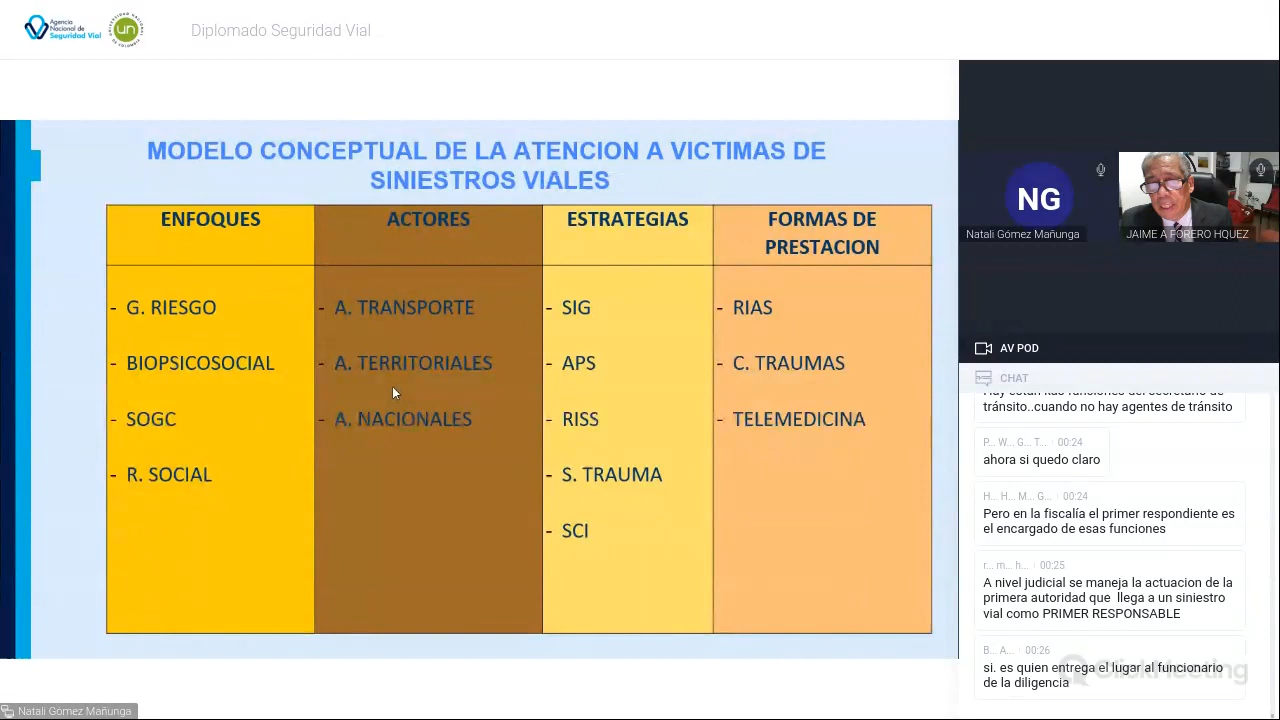 Agencia
Nacional de
Seguridad Vial
un
Diplomado Seguridad Vial
MODELO CONCEPTUAL DE LA ATENCION A VICTIMAS DE
SINIESTROS VIALES
ENFOQUES
- G. RIESGO
- BIOPSICOSOCIAL
- SOGC
- R. SOCIAL
ACTORES
- A. TRANSPORTE
- A. TERRITORIALES
- A. NACIONALES
ESTRATEGIAS
- SIG
- APS
- RISS
- S. TRAUMA
- SCI
FORMAS DE
PRESTACION
- RIAS
- C. TRAUMAS
- TELEMEDICINA
NG
Natali Gómez Mañunga
JAIME A FORERO HQUEZ
AV POD
CHAT
tránsito..cuando no hay agentes de tránsito
P... W... G... T... 00:24
ahora si quedo claro
H... H... M... G... 00:24
Pero en la fiscalía el primer respondiente es
el encargado de esas funciones
r... m... h... 00:25
A nivel judicial se maneja la actuacion de la
primera autoridad que llega a un siniestro
vial como PRIMER RESPONSABLE
B... A... 00:26
si. es quien entrega el lugar al funcionario
de la diligencia
ClickMeeting
Natali Gómez Mañunga